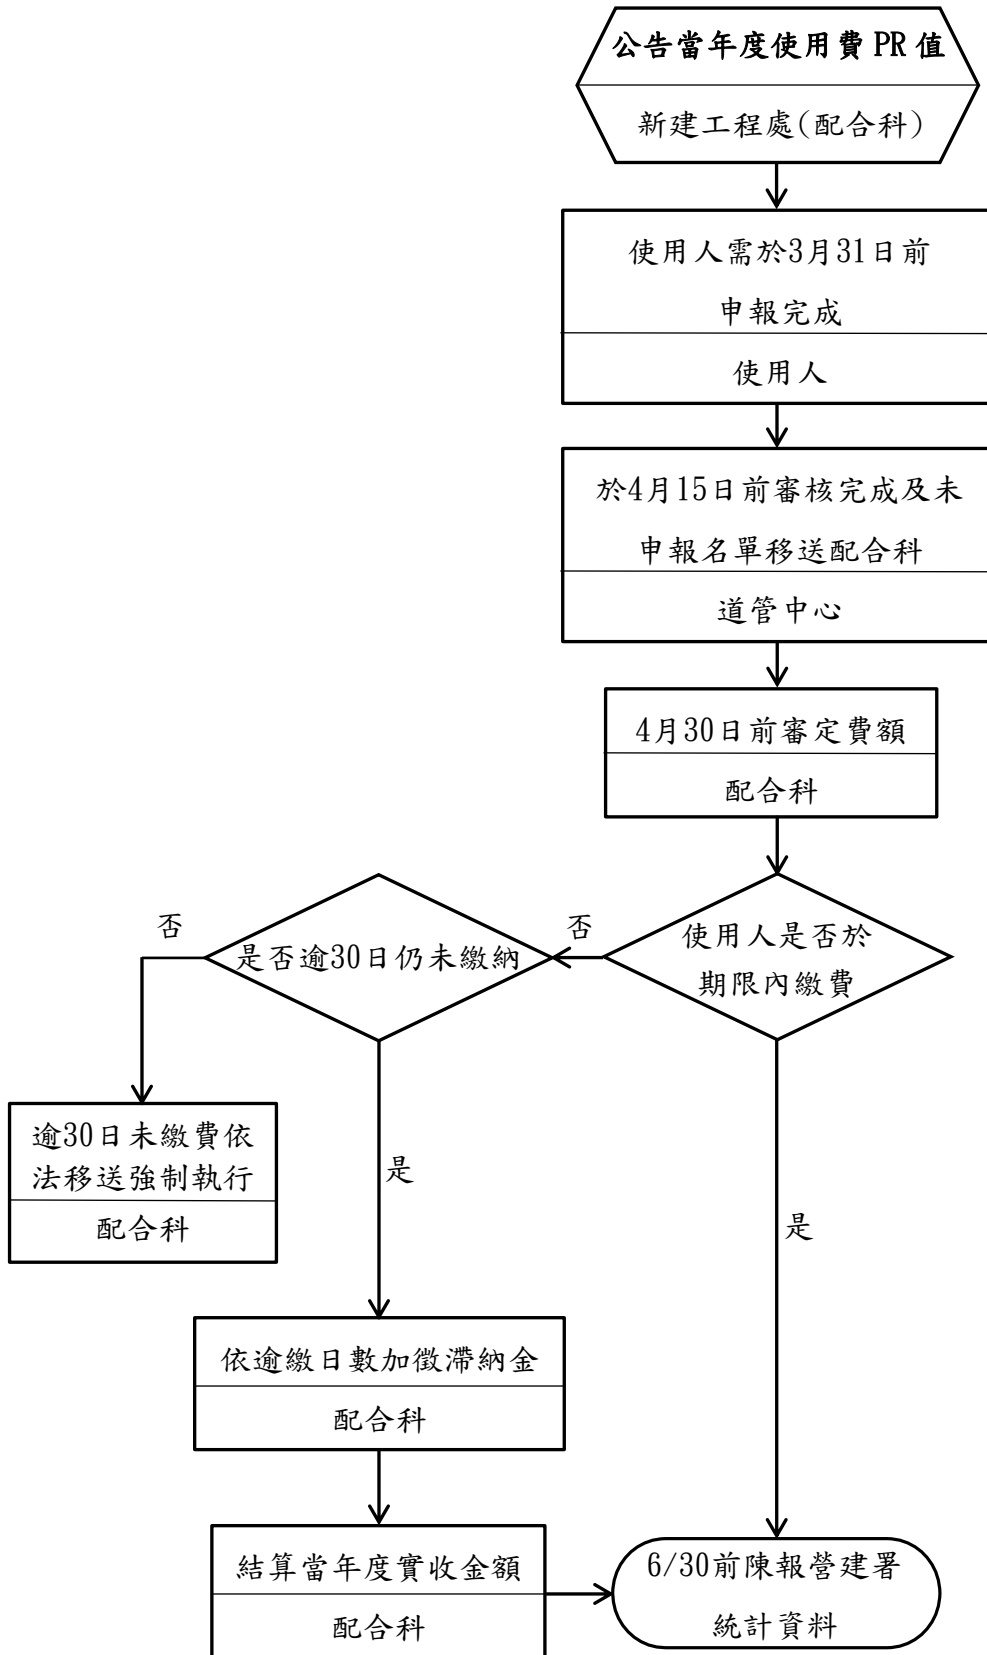 公告當年度使用費 PR 值
新建工程處(配合科)
使用人需於3月31日前
申報完成
使用人
於4月15日前審核完成及未
申報名單移送配合科
道管中心
4月30日前審定費額
配合科
使用人是否於
期限內繳費
否
是否逾30日仍未繳納
否
逾30日未繳費依
法移送強制執行
配合科
是
是
依逾繳日數加徵滯納金
配合科
結算當年度實收金額
配合科
6/30前陳報營建署
統計資料